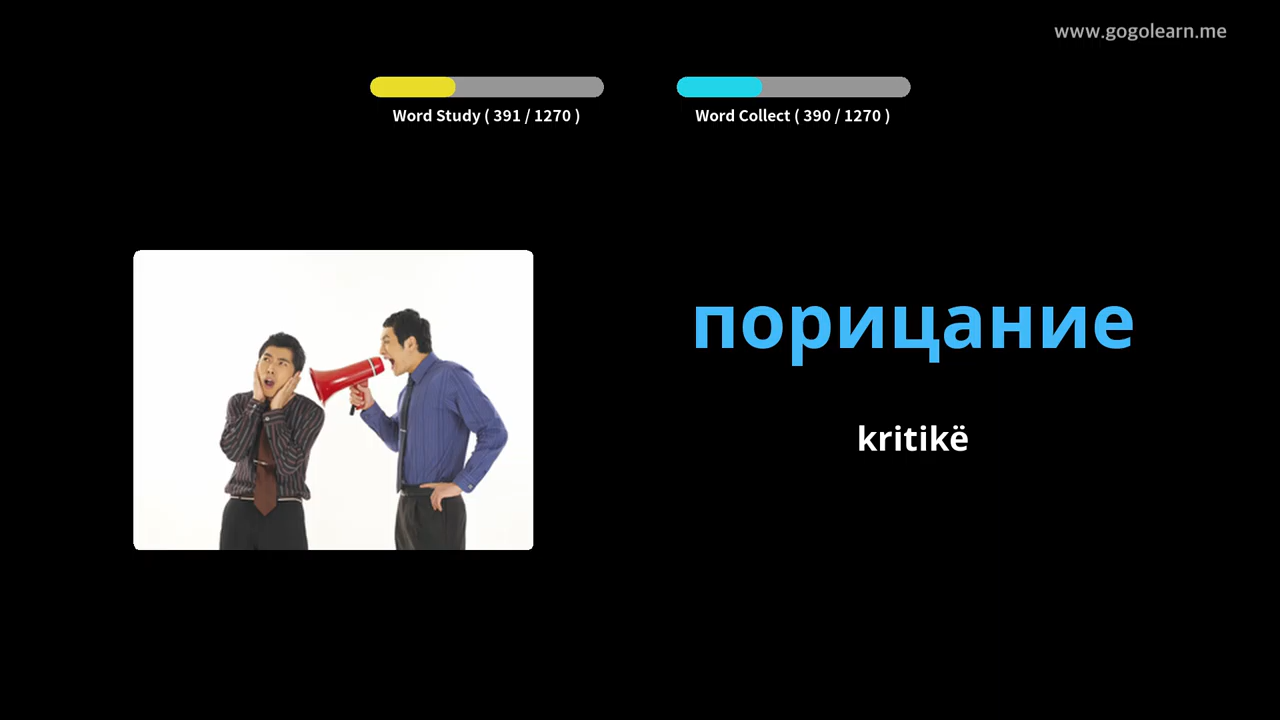 www.gogolearn.me
Word Study ( 391 / 1270 )
Word Collect ( 390 / 1270 )
порицание
kritikë